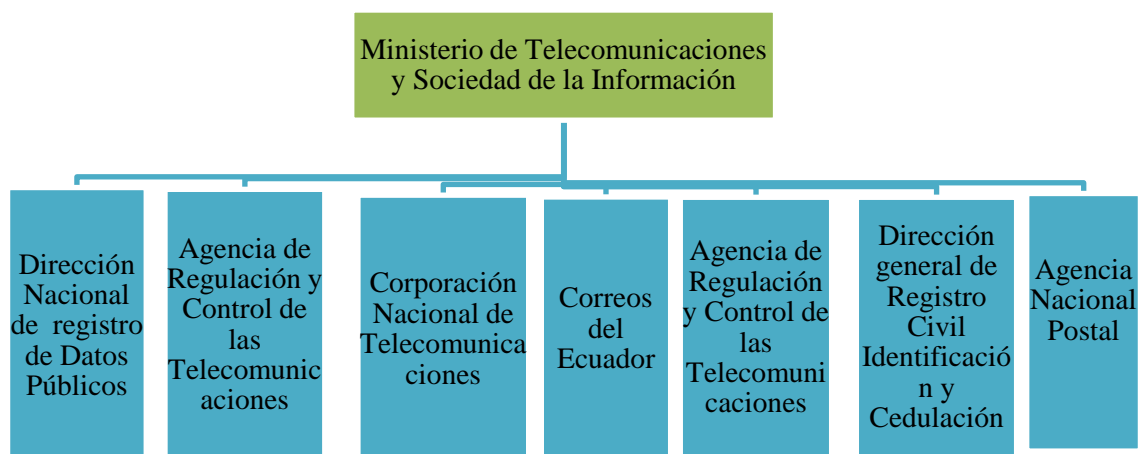 Ministerio de Telecomunicaciones
y Sociedad de la Información
Dirección
Nacional
de registro
de Datos
Públicos
Agencia de
Regulación y
Control de
las
Telecomunic
aciones
Corporación
Nacional de
Telecomunica
ciones
Correos
del
Ecuador
Agencia de
Regulación
y Control de
las
Telecomuni
caciones
Dirección
general de
Registro
Civil
Identificació
n y
Cedulación
Agencia
Nacional
Postal